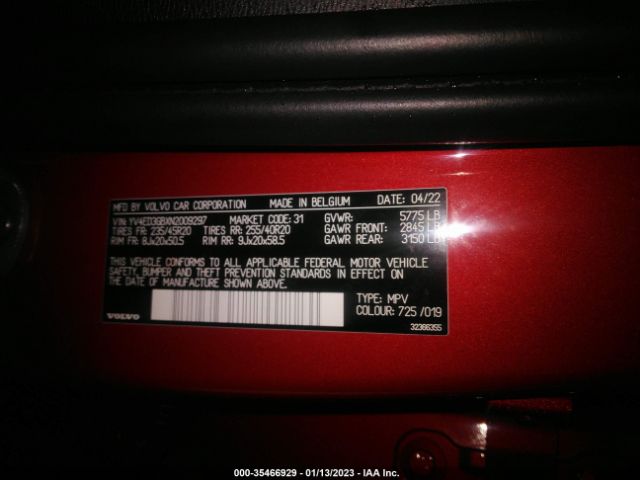 MFD BY VOLVO CAR CORPORATION MADE IN BELGIUM DATE: 04/22
VIN: YV4ED3GBXN2009297 MARKET CODE: 31 GVWR: 5775 LB
TIRES FR: 235/45R20 TIRES RR: 255/40R20 GAWR FRONT: 2845 LB
RIM FR: 8Jx20x50.5 RIM RR: 9Jx20x58.5 GAWR REAR: 3150 LB
THIS VEHICLE CONFORMS TO ALL APPLICABLE FEDERAL MOTOR VEHICLE
SAFETY, BUMPER AND THEFT PREVENTION STANDARDS IN EFFECT ON
THE DATE OF MANUFACTURE SHOWN ABOVE.
TYPE: MPV
COLOUR: 725 /019
VOLVO
32386355
000-35466929 - 01/13/2023 - IAA Inc.